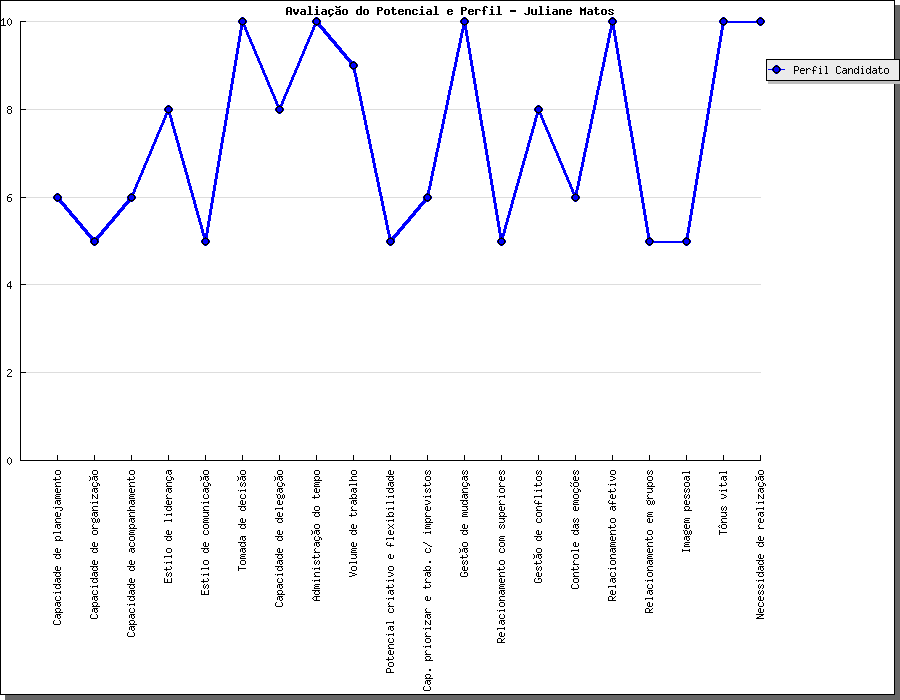 Avaliação do Potencial e Perfil - Juliane Matos
10
8
6
4
2
0
Perfil Candidato
Capacidade de planejamento
Capacidade de organização
Capacidade de acompanhamento
Estilo de liderança
Estilo de comunicação
Tomada de decisão
Capacidade de delegação
Administração do tempo
Volume de trabalho
Potencial criativo e flexibilidade
Cap. priorizar e trab. c/ imprevistos
Gestão de mudanças
Relacionamento com superiores
Gestão de conflitos
Controle das emoções
Relacionamento afetivo
Relacionamento em grupos
Imagem pessoal
Tônus vital
Necessidade de realização